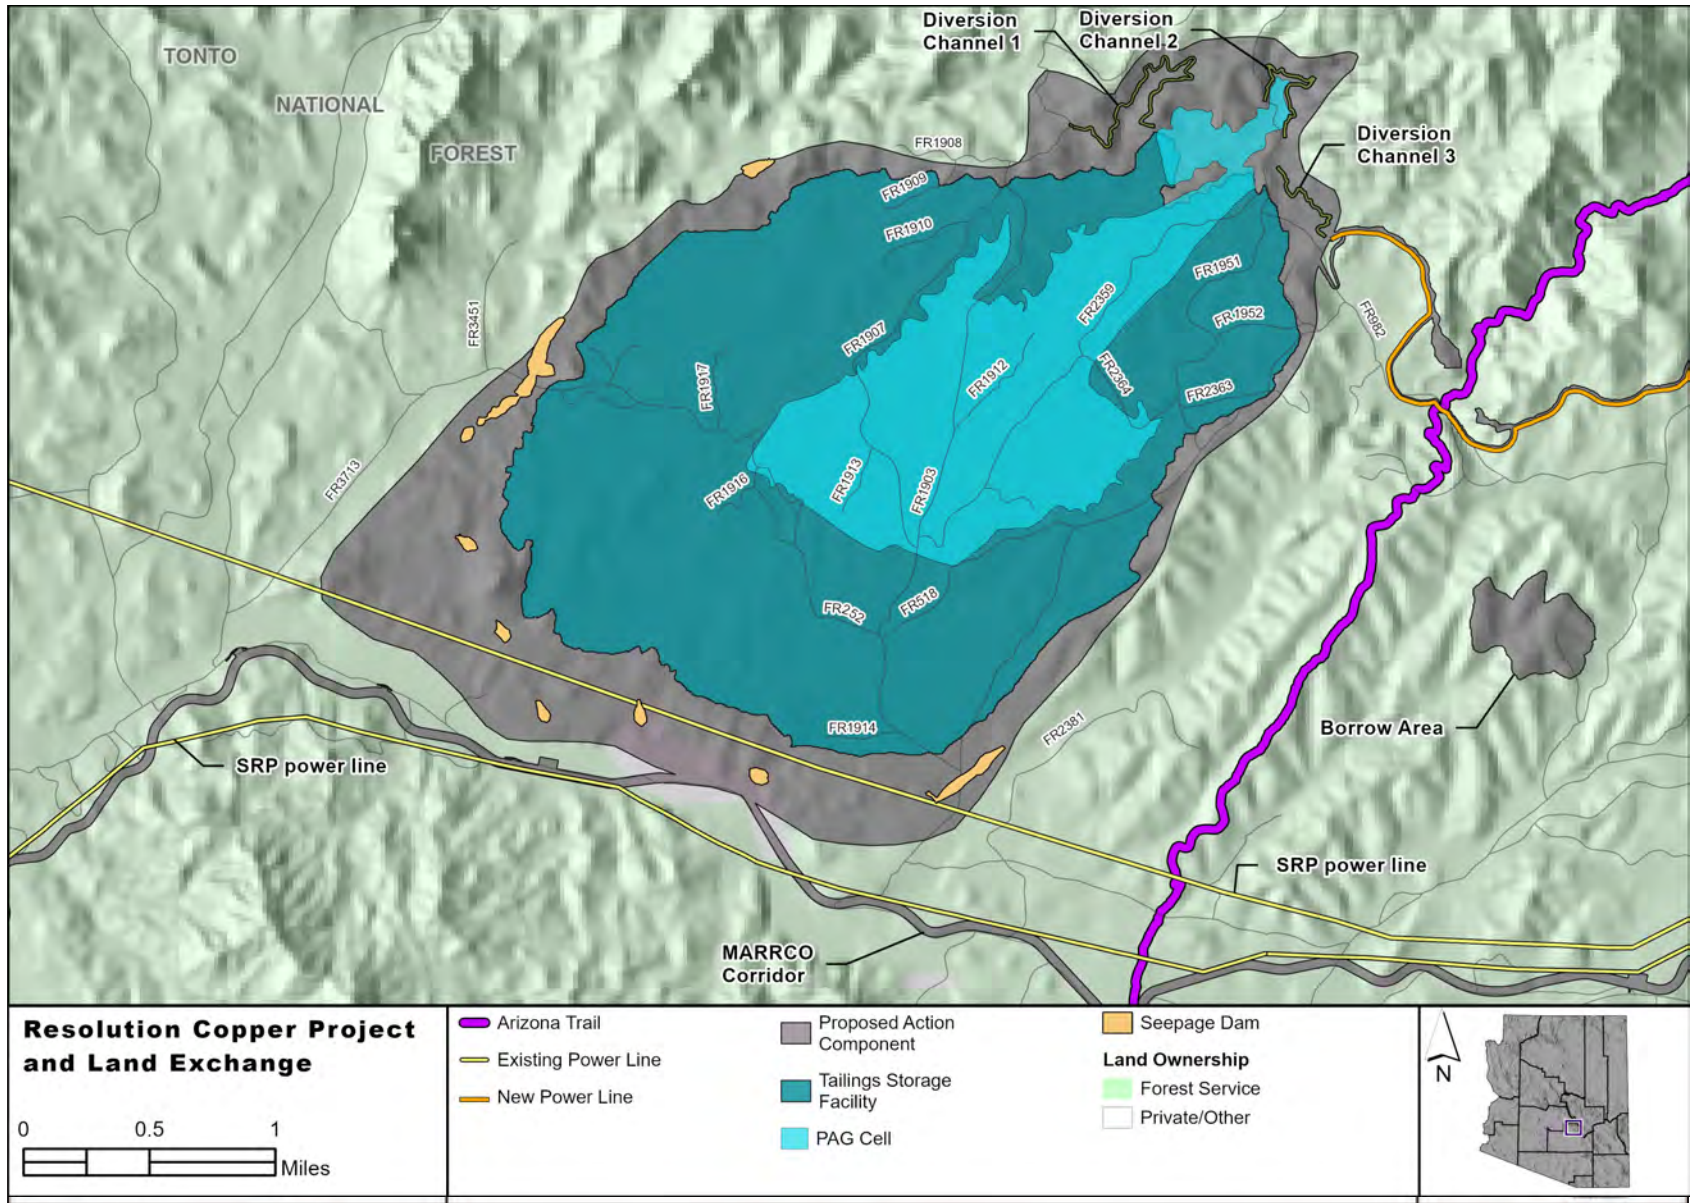 Diversion
Channel 1
Diversion
Channel 2
TONTO
NATIONAL
FOREST
Diversion
Channel 3
FR1908
FR1909
FR1910
FR1951
FR2359
FR1952
FR982
FR3451
FR1907
FR1912
FR2364
FR2363
FR1917
FR3713
FR1916
FR1913
FR1903
FR252
FR518
FR1914
FR2381
Borrow Area
SRP power line
SRP power line
MARRCO
Corridor
Resolution Copper Project
and Land Exchange
0 0.5 1
Miles
Arizona Trail
Existing Power Line
New Power Line
Proposed Action
Component
Tailings Storage
Facility
PAG Cell
Seepage Dam
Land Ownership
Forest Service
Private/Other
N